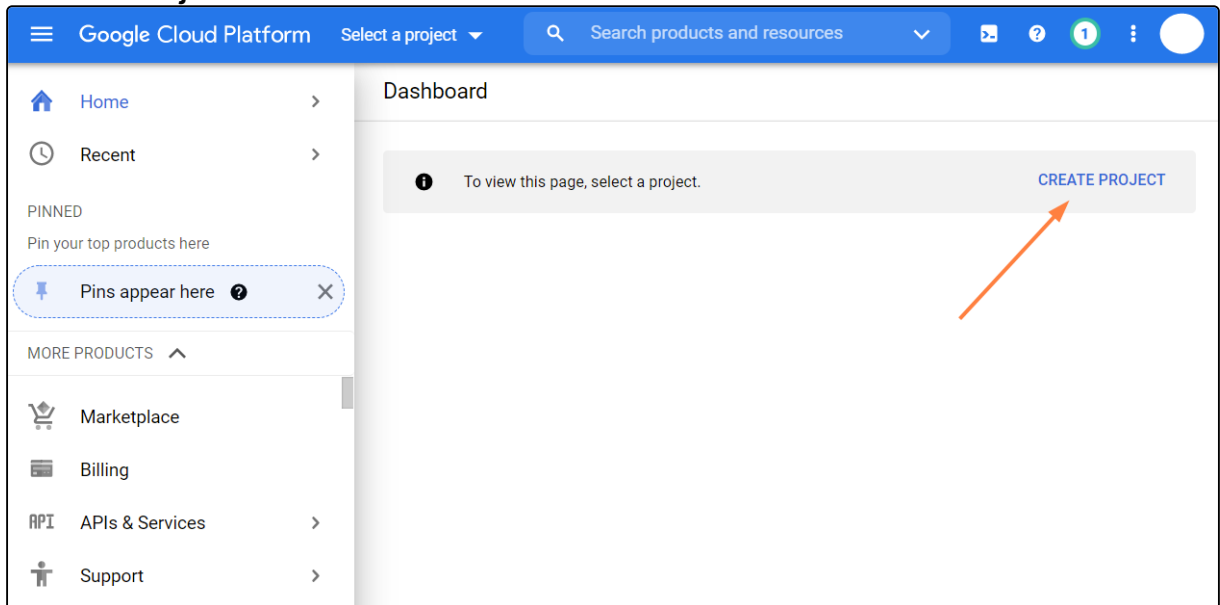 Google Cloud Platform Select a project Search products and resources 1
Home
Recent
PINNED
Pin your top products here
Pins appear here
MORE PRODUCTS
Marketplace
Billing
API APIs & Services
Support
Dashboard
To view this page, select a project. CREATE PROJECT